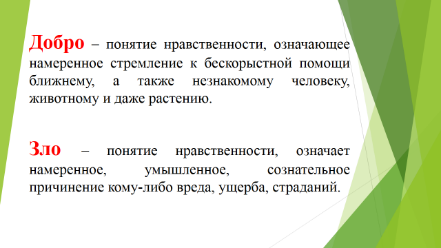 Добро – понятие нравственности, означающее
намеренное стремление к бескорыстной помощи
ближнему, а также незнакомому человеку,
животному и даже растению.
Зло – понятие нравственности, означает
намеренное, умышленное, сознательное
причинение кому-либо вреда, ущерба, страданий.